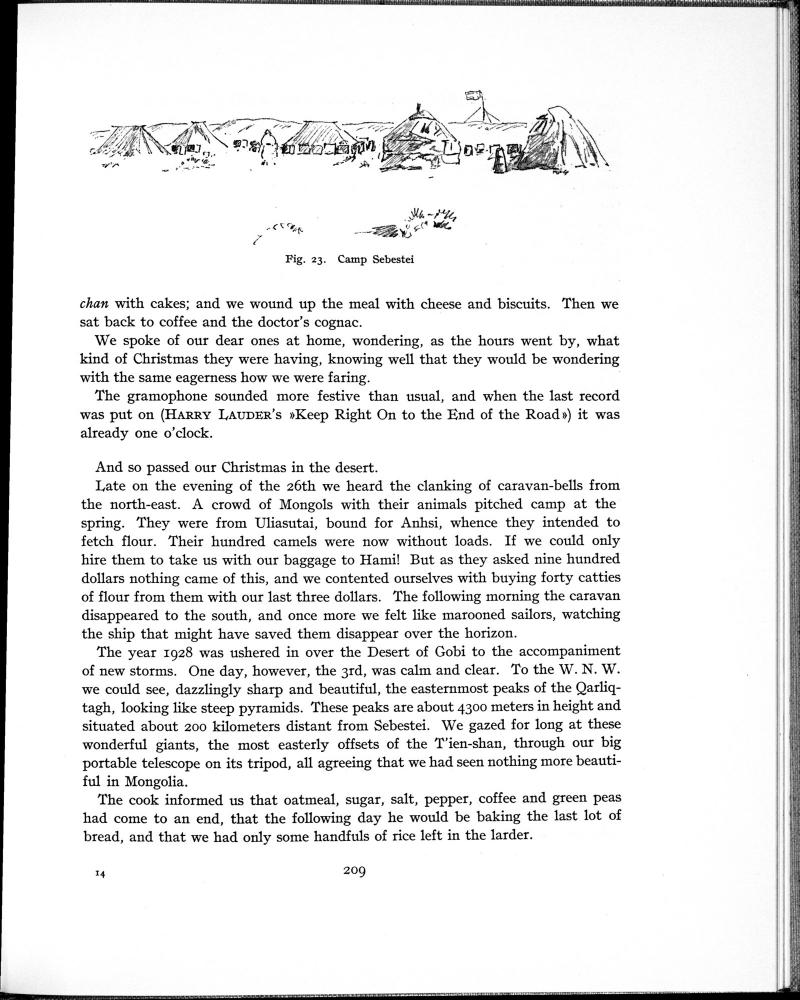 Fig. 23. Camp Sebestei
chan with cakes; and we wound up the meal with cheese and biscuits. Then we
sat back to coffee and the doctor's cognac.
We spoke of our dear ones at home, wondering, as the hours went by, what
kind of Christmas they were having, knowing well that they would be wondering
with the same eagerness how we were faring.
The gramophone sounded more festive than usual, and when the last record
was put on (HARRY LAUDER's »Keep Right On to the End of the Road») it was
already one o'clock.
And so passed our Christmas in the desert.
Late on the evening of the 26th we heard the clanking of caravan-bells from
the north-east. A crowd of Mongols with their animals pitched camp at the
spring. They were from Uliasutai, bound for Anhsi, whence they intended to
fetch flour. Their hundred camels were now without loads. If we could only
hire them to take us with our baggage to Hami! But as they asked nine hundred
dollars nothing came of this, and we contented ourselves with buying forty catties
of flour from them with our last three dollars. The following morning the caravan
disappeared to the south, and once more we felt like marooned sailors, watching
the ship that might have saved them disappear over the horizon.
The year 1928 was ushered in over the Desert of Gobi to the accompaniment
of new storms. One day, however, the 3rd, was calm and clear. To the W. N. W.
we could see, dazzlingly sharp and beautiful, the easternmost peaks of the Qarliq-
tagh, looking like steep pyramids. These peaks are about 4300 meters in height and
situated about 200 kilometers distant from Sebestei. We gazed for long at these
wonderful giants, the most easterly offsets of the T'ien-shan, through our big
portable telescope on its tripod, all agreeing that we had seen nothing more beauti-
ful in Mongolia.
The cook informed us that oatmeal, sugar, salt, pepper, coffee and green peas
had come to an end, that the following day he would be baking the last lot of
bread, and that we had only some handfuls of rice left in the larder.
14
209